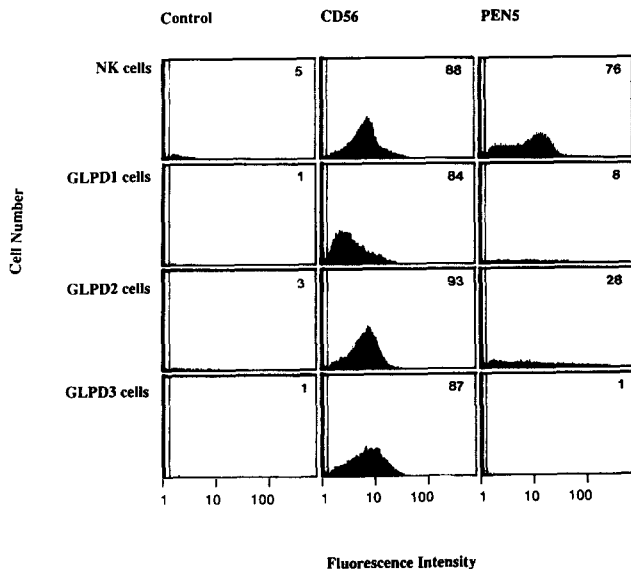 Control CD56 PEN5
NK cells 5 88 76
GLPD1 cells 1 84 8
GLPD2 cells 3 93 28
GLPD3 cells 1 87 1
Cell Number
1 10 100 1 10 100 1 10 100
Fluorescence Intensity